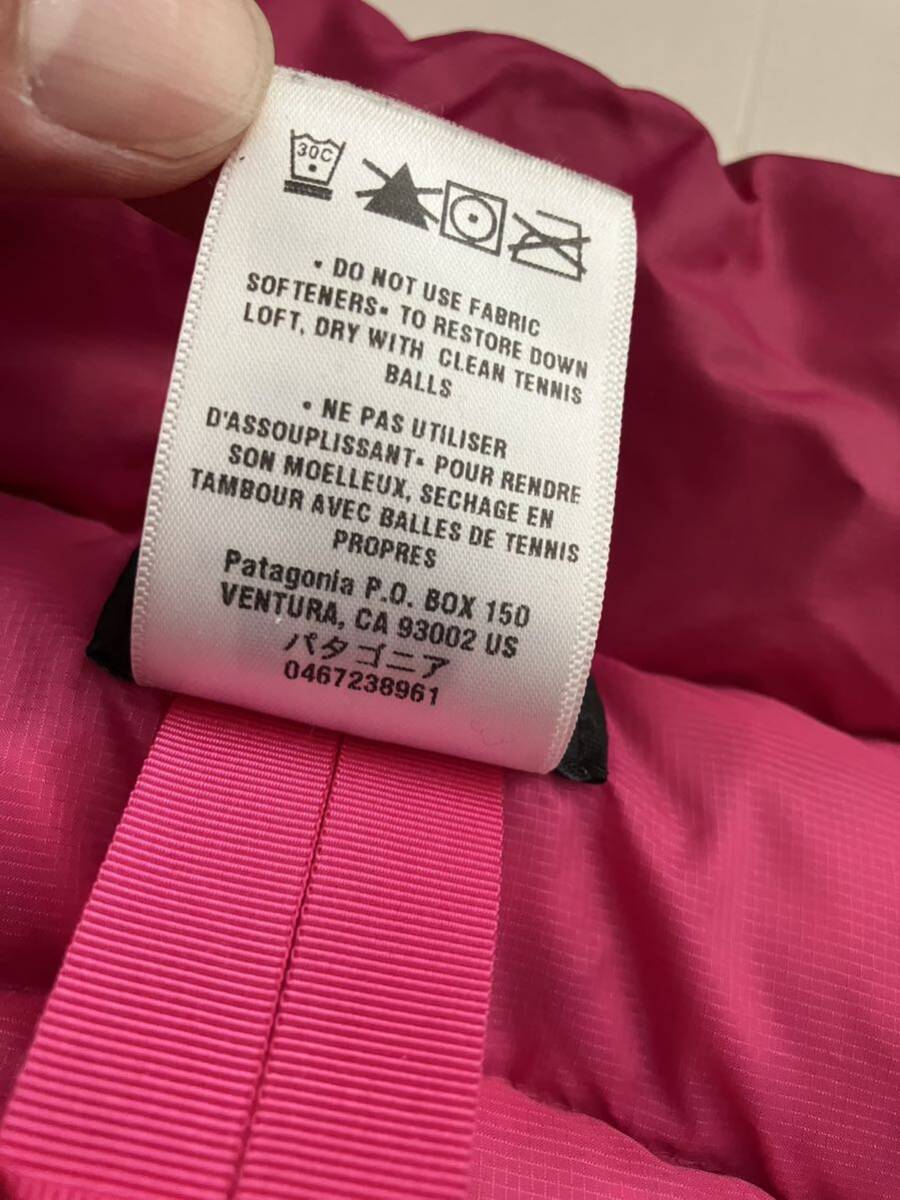 30C
• DO NOT USE FABRIC
SOFTENERS• TO RESTORE DOWN
LOFT, DRY WITH CLEAN TENNIS
BALLS
• NE PAS UTILISER
D'ASSOUPLISSANT• POUR RENDRE
SON MOELLEUX, SECHAGE EN
TAMBOUR AVEC BALLES DE TENNIS
PROPRES
Patagonia P.O. BOX 150
VENTURA, CA 93002 US
パタゴニア
0467238961